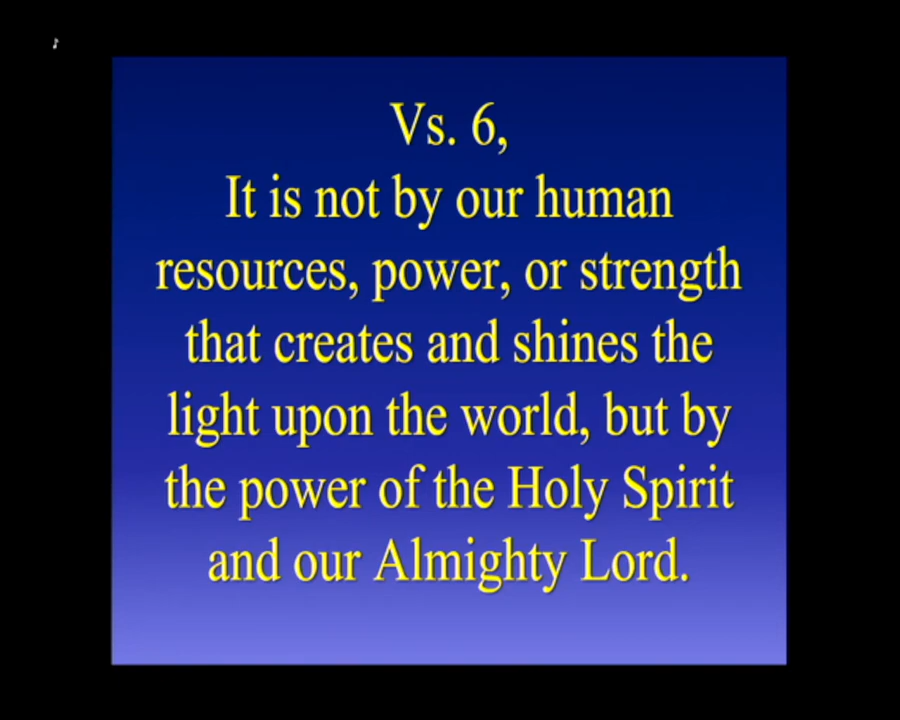 Vs. 6,
It is not by our human
resources, power, or strength
that creates and shines the
light upon the world, but by
the power of the Holy Spirit
and our Almighty Lord.